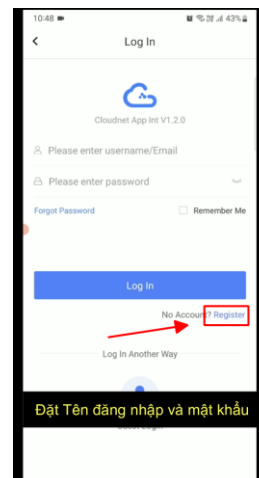 10:48
43%
Log In
Cloudnet App Int V1.2.0
Please enter username/Email
Please enter password
Forgot Password
Remember Me
Log In
No Account? Register
Log In Another Way
Đặt Tên đăng nhập và mật khẩu